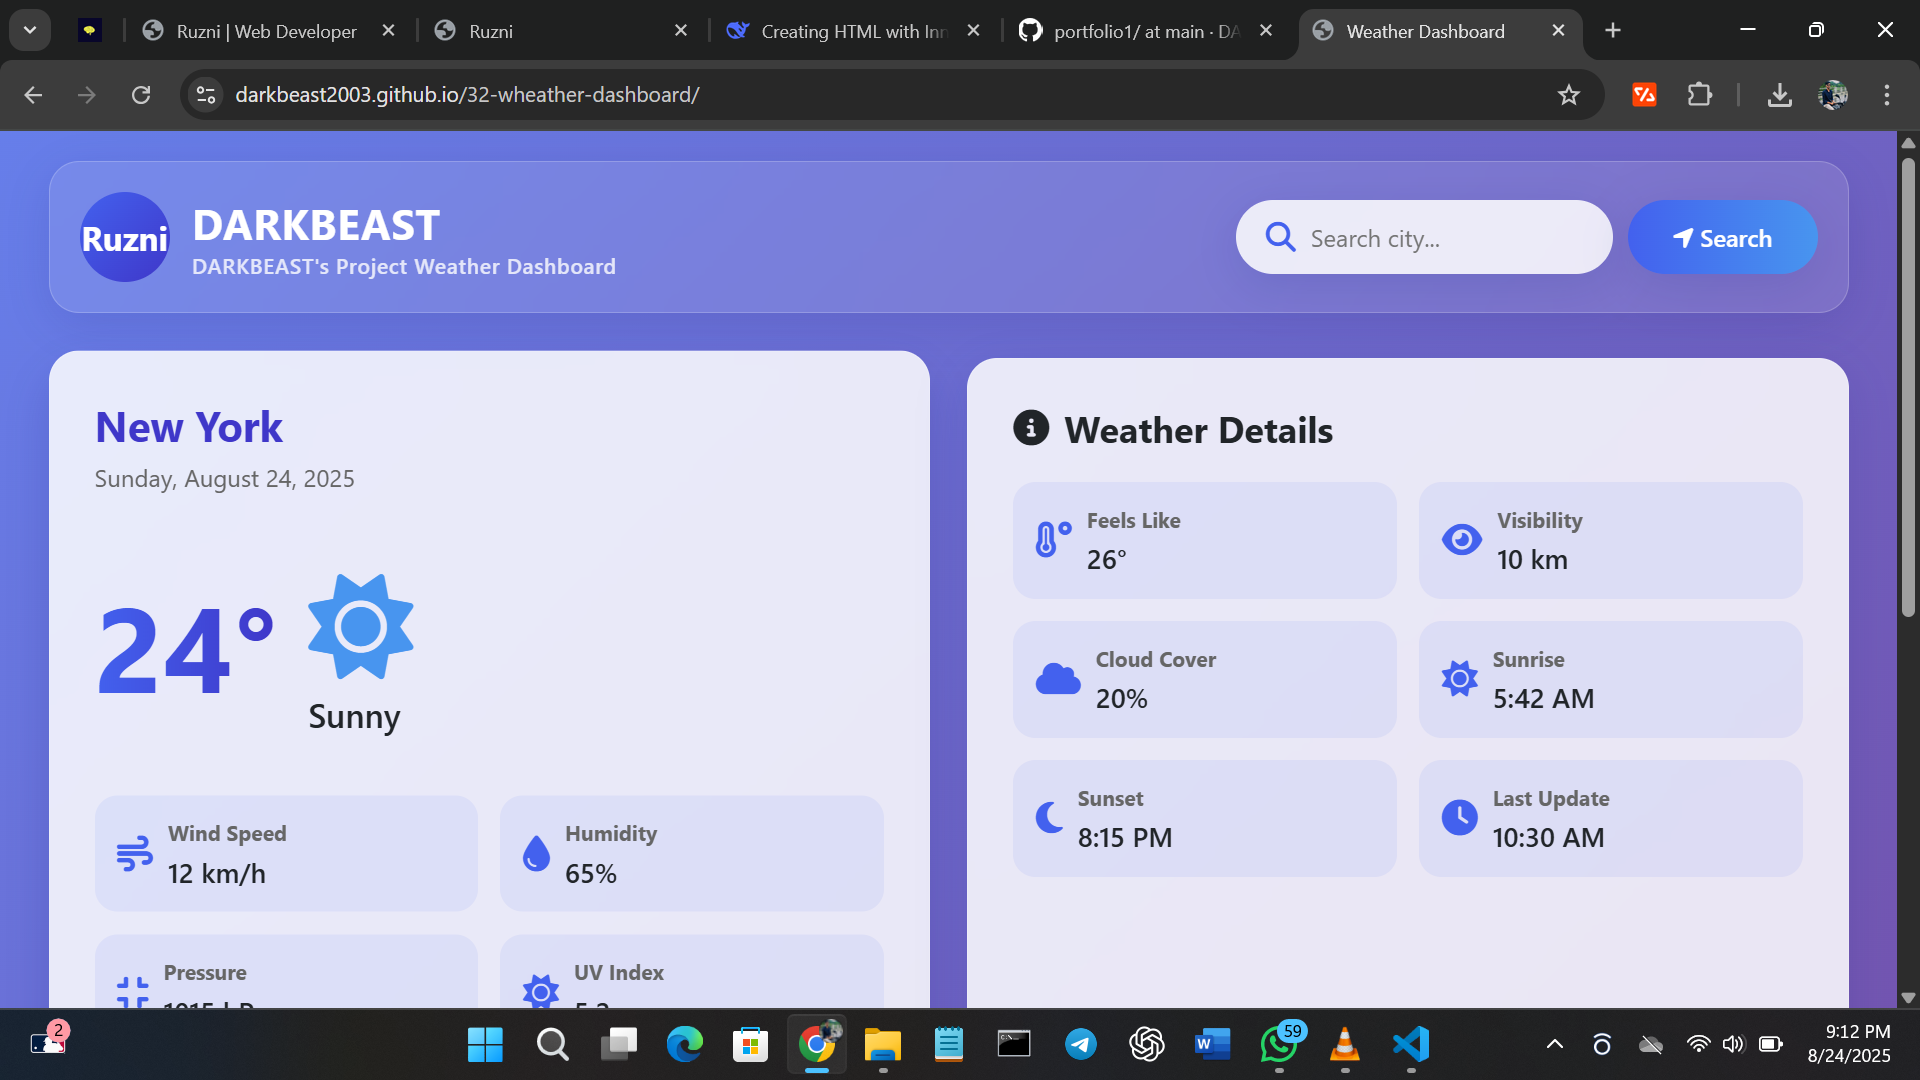 Ruzni | Web Developer
Ruzni
Creating HTML with Inn
portfolio1/ at main · DA
Weather Dashboard
darkbeast2003.github.io/32-wheather-dashboard/
Ruzni
DARKBEAST
DARKBEAST's Project Weather Dashboard
Search city...
Search
New York
Sunday, August 24, 2025
24°
Sunny
Wind Speed
12 km/h
Humidity
65%
Pressure
UV Index
Weather Details
Feels Like
26°
Visibility
10 km
Cloud Cover
20%
Sunrise
5:42 AM
Sunset
8:15 PM
Last Update
10:30 AM
2
59
9:12 PM
8/24/2025